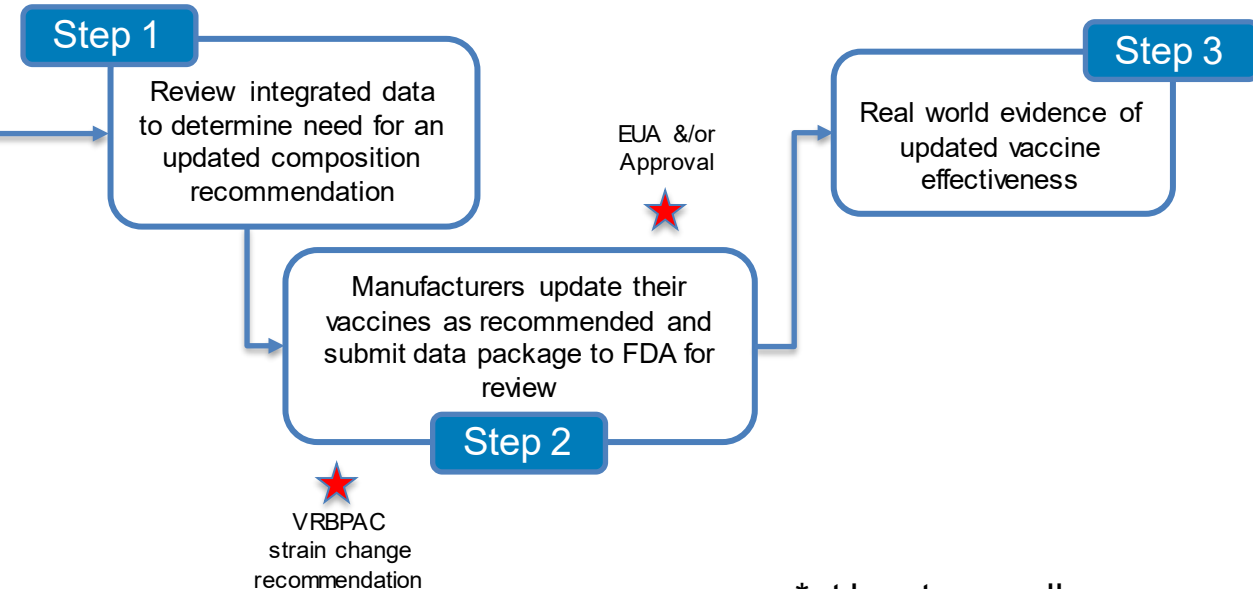 Step 1
Review integrated data
to determine need for an
updated composition
recommendation
EUA &/or
Approval
Step 3
Real world evidence of
updated vaccine
effectiveness
Manufacturers update their
vaccines as recommended and
submit data package to FDA for
review
Step 2
VRBPAC
strain change
recommendation